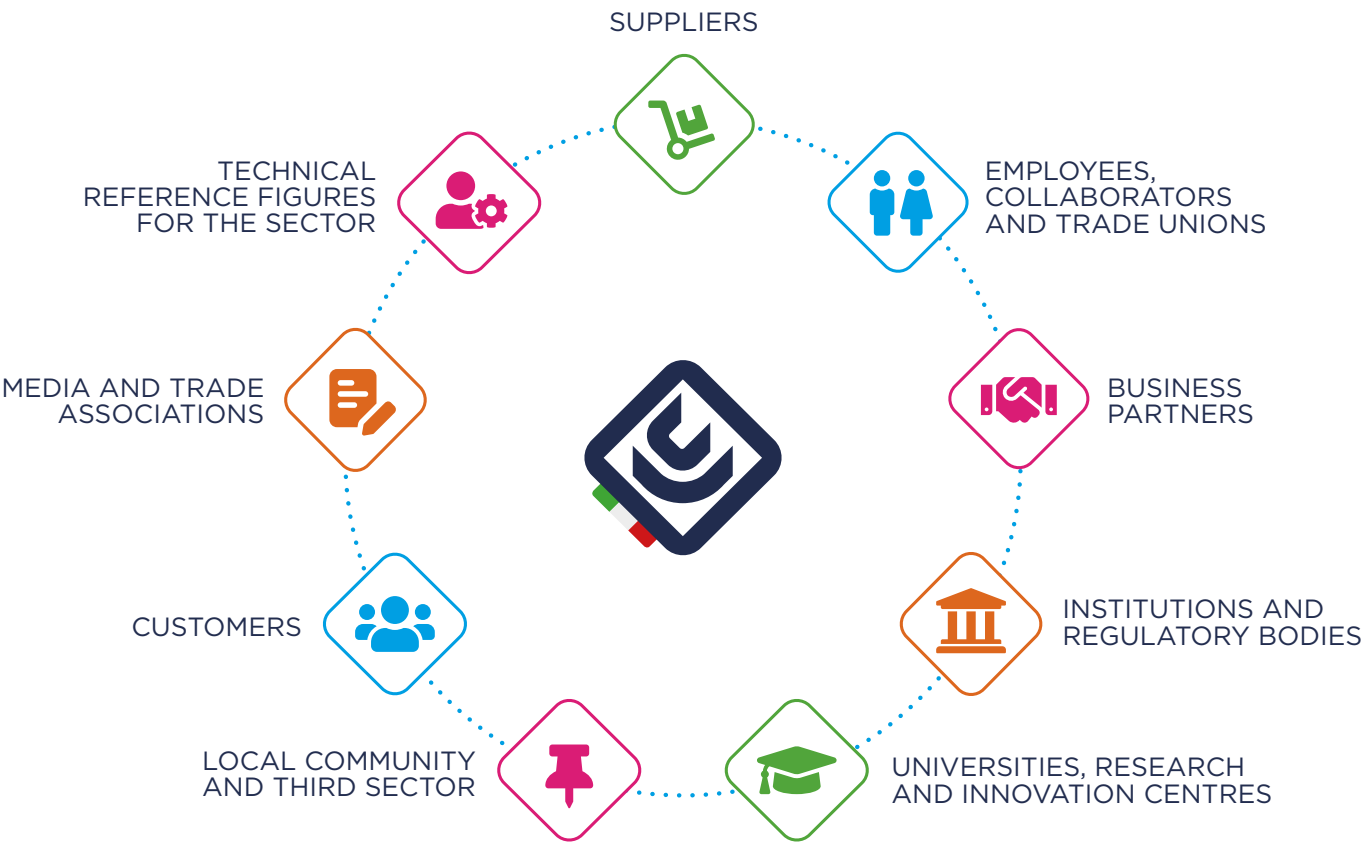 SUPPLIERS
EMPLOYEES,
COLLABORATORS
AND TRADE UNIONS
BUSINESS
PARTNERS
INSTITUTIONS AND
REGULATORY BODIES
UNIVERSITIES, RESEARCH
AND INNOVATION CENTRES
LOCAL COMMUNITY
AND THIRD SECTOR
CUSTOMERS
MEDIA AND TRADE
ASSOCIATIONS
TECHNICAL
REFERENCE FIGURES
FOR THE SECTOR